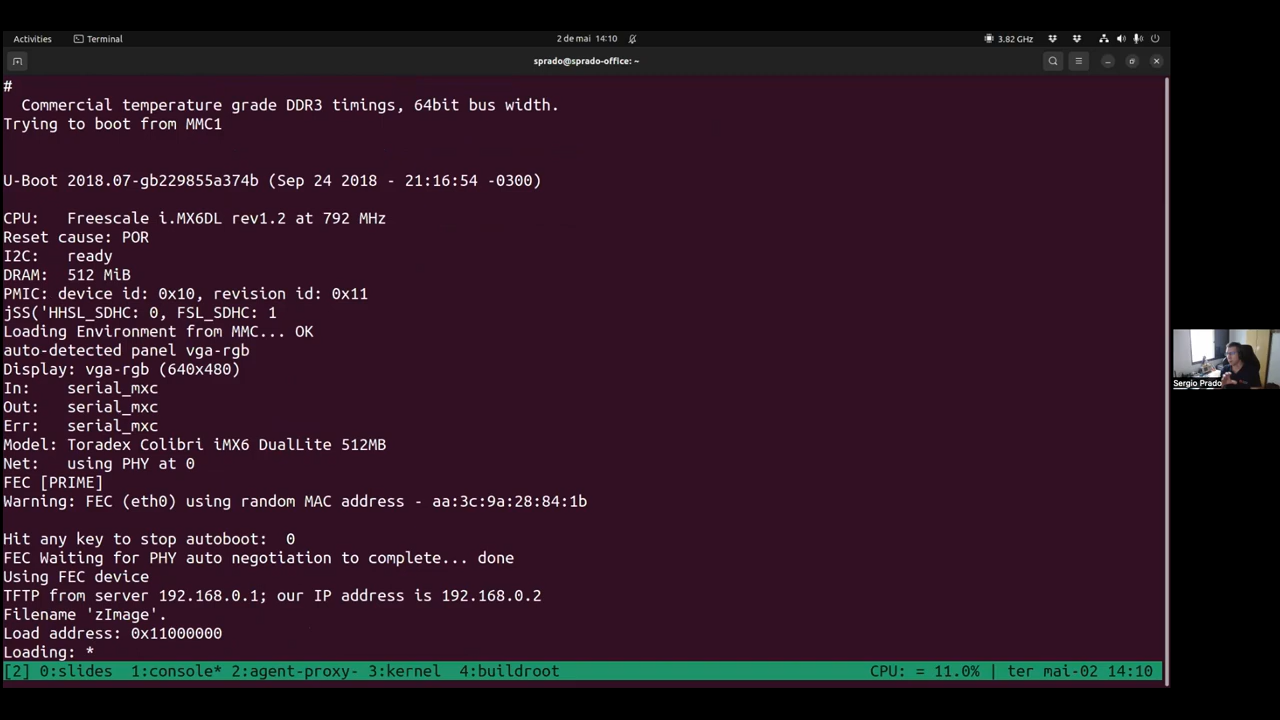 Activities
Terminal
2 de mai 14:10
3.82 GHz
sprado@sprado-office: ~
#
Commercial temperature grade DDR3 timings, 64bit bus width.
Trying to boot from MMC1
U-Boot 2018.07-gb229855a374b (Sep 24 2018 - 21:16:54 -0300)
CPU:   Freescale i.MX6DL rev1.2 at 792 MHz
Reset cause: POR
I2C:   ready
DRAM:  512 MiB
PMIC: device id: 0x10, revision id: 0x11
jSS('HHSL_SDHC: 0, FSL_SDHC: 1
Loading Environment from MMC... OK
auto-detected panel vga-rgb
Display: vga-rgb (640x480)
In:    serial_mxc
Out:   serial_mxc
Err:   serial_mxc
Model: Toradex Colibri iMX6 DualLite 512MB
Net:   using PHY at 0
FEC [PRIME]
Warning: FEC (eth0) using random MAC address - aa:3c:9a:28:84:1b
Hit any key to stop autoboot:  0
FEC Waiting for PHY auto negotiation to complete... done
Using FEC device
TFTP from server 192.168.0.1; our IP address is 192.168.0.2
Filename 'zImage'.
Load address: 0x11000000
Loading: *
[2] 0:slides  1:console* 2:agent-proxy- 3:kernel  4:buildroot
CPU: = 11.0% | ter mai-02 14:10
Sergio Prado